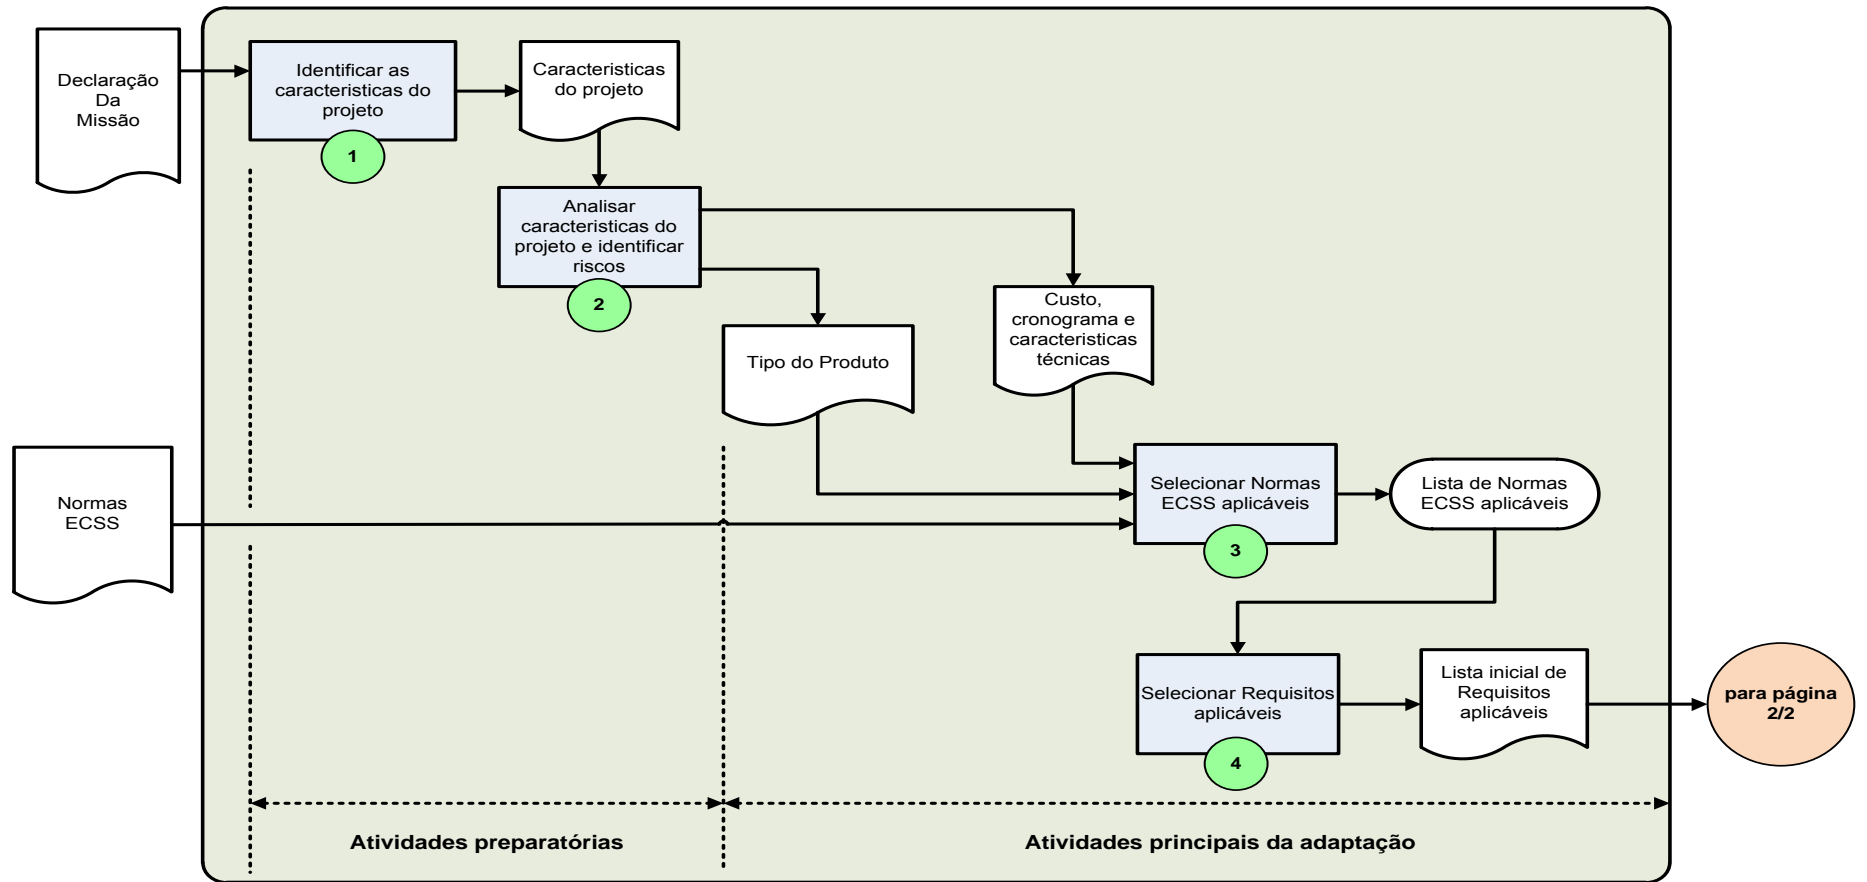 Declaração
Da
Missão
Identificar as
caracteristicas do
projeto
1
Caracteristicas
do projeto
Analisar
caracteristicas do
projeto e identificar
riscos
2
Tipo do Produto
Custo,
cronograma e
caracteristicas
técnicas
Normas
ECSS
Selecionar Normas
ECSS aplicáveis
3
Lista de Normas
ECSS aplicáveis
Selecionar Requisitos
aplicáveis
4
Lista inicial de
Requisitos
aplicáveis
para página
2/2
Atividades preparatórias
Atividades principais da adaptação